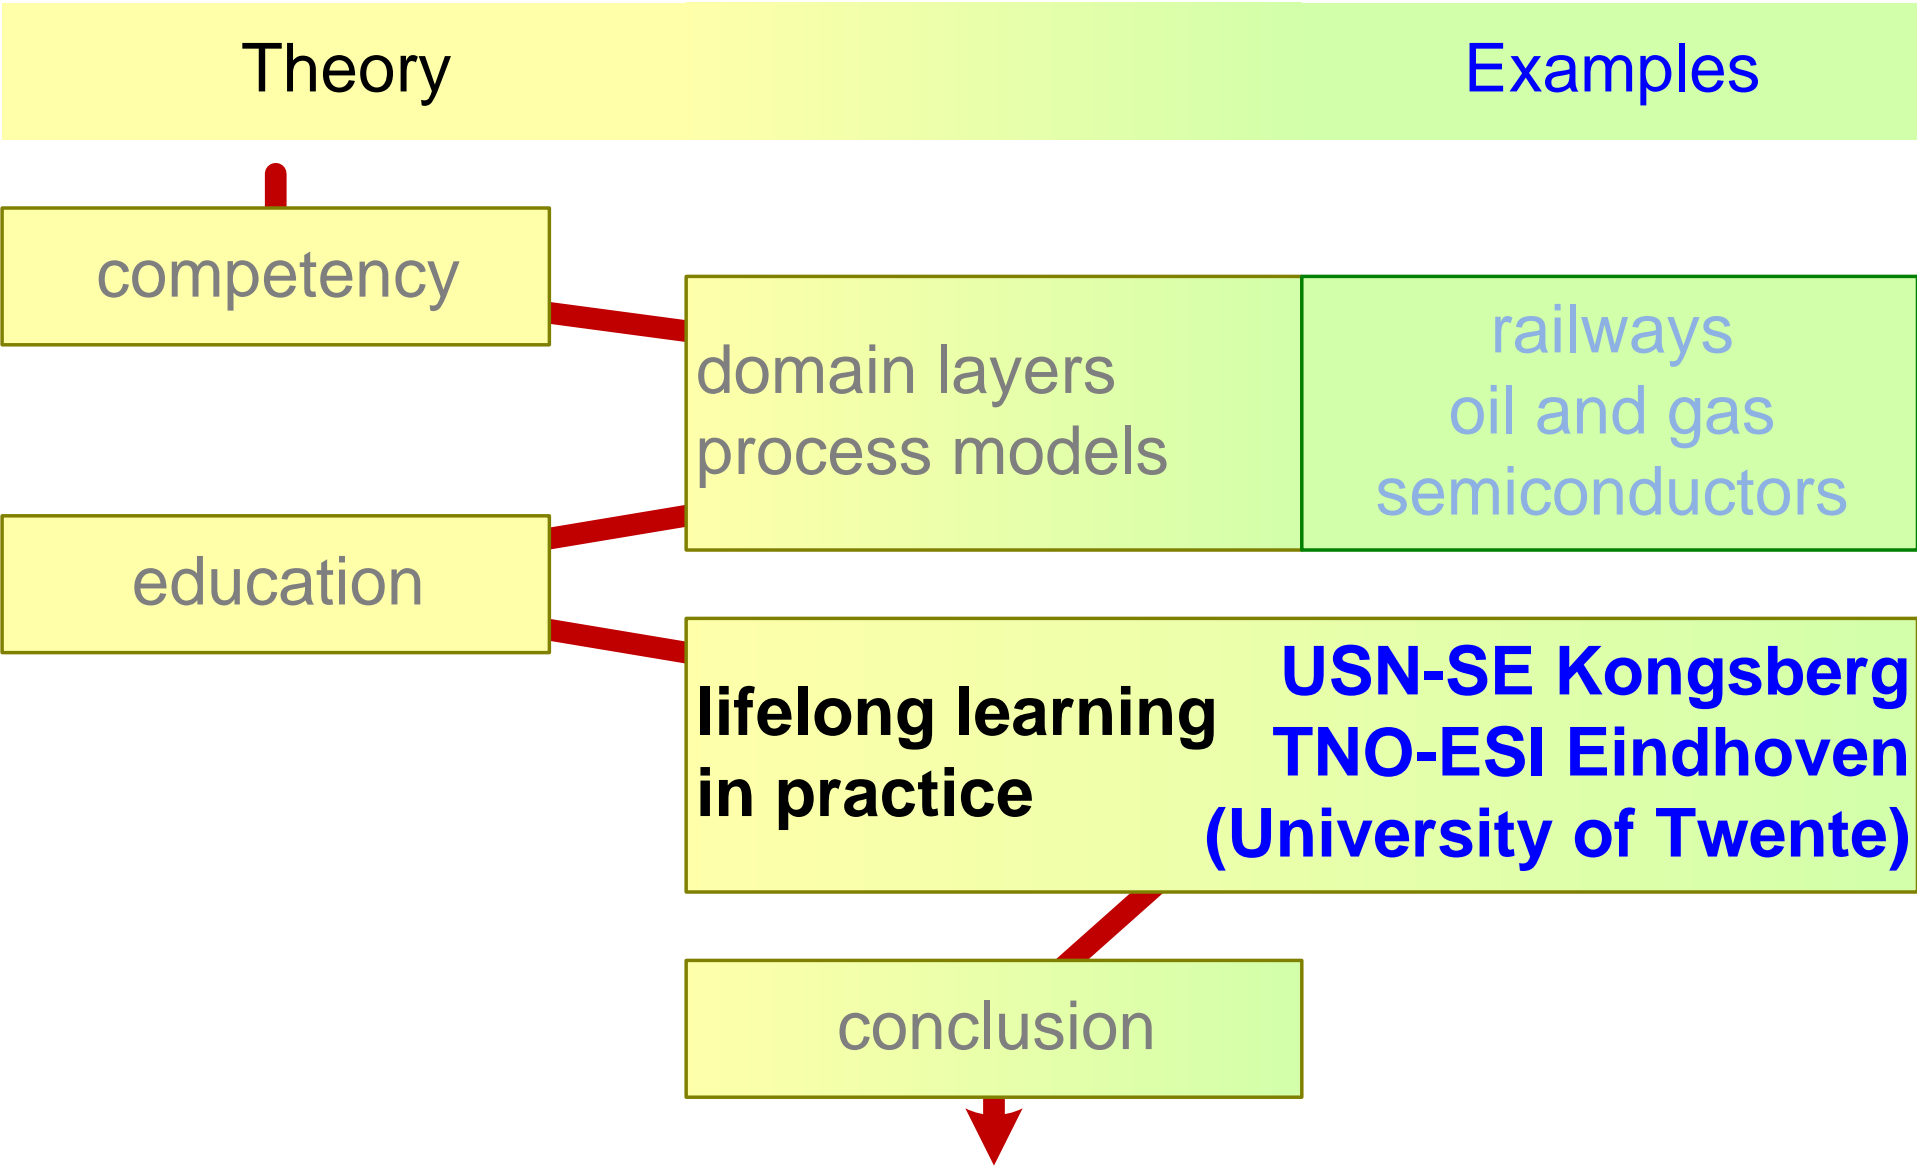 Theory
Examples
competency
domain layers
process models
railways
oil and gas
semiconductors
education
lifelong learning
in practice
USN-SE Kongsberg
TNO-ESI Eindhoven
(University of Twente)
conclusion